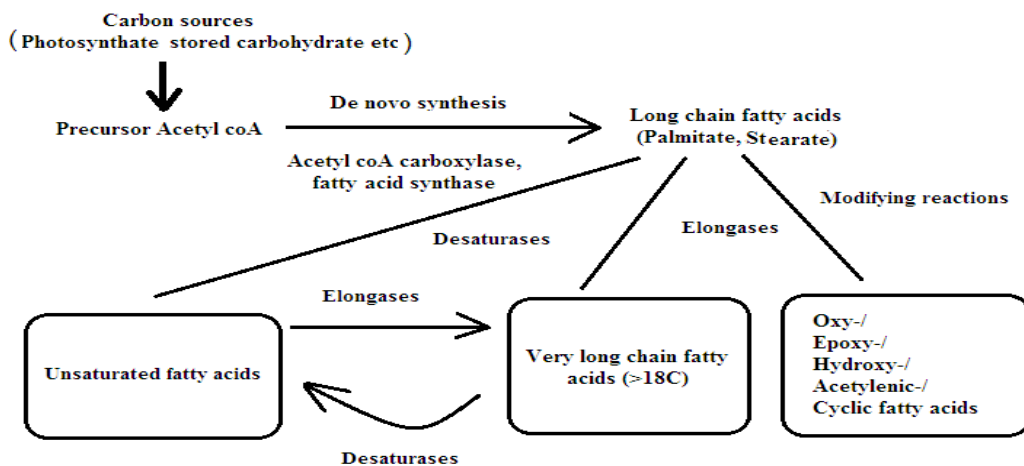 Carbon sources
(Photosynthate stored carbohydrate etc)
De novo synthesis
Precursor Acetyl coA
Long chain fatty acids
(Palmitate, Stearate)
Acetyl coA carboxylase,
fatty acid synthase
Modifying reactions
Desaturases
Elongases
Elongases
Unsaturated fatty acids
Very long chain fatty
acids (>18C)
Oxy-/
Epoxy-/
Hydroxy-/
Acetylenic-/
Cyclic fatty acids
Desaturases